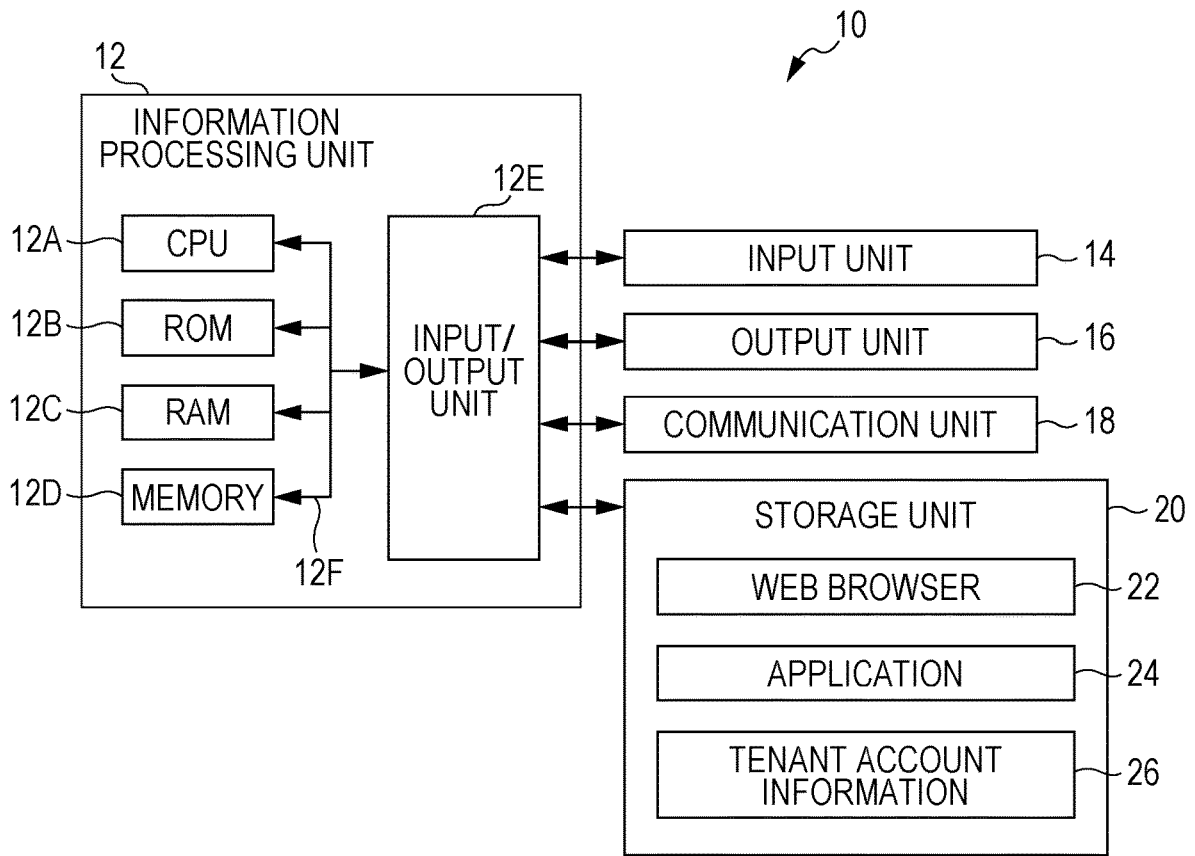 10
12
INFORMATION
PROCESSING UNIT
12E
12A
CPU
INPUT UNIT
14
12B
ROM
INPUT/
OUTPUT
UNIT
OUTPUT UNIT
16
12C
RAM
COMMUNICATION UNIT
18
12D
MEMORY
12F
STORAGE UNIT
20
WEB BROWSER
22
APPLICATION
24
TENANT ACCOUNT
INFORMATION
26